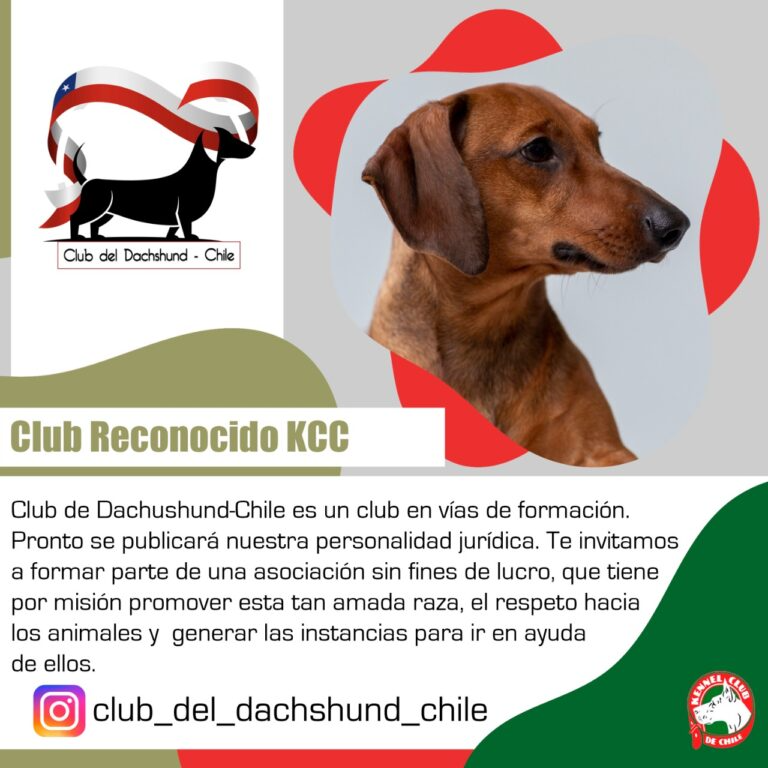 Club del Dachshund - Chile
Club Reconocido KCC
Club de Dachushund-Chile es un club en vías de formación.
Pronto se publicará nuestra personalidad jurídica. Te invitamos
a formar parte de una asociación sin fines de lucro, que tiene
por misión promover esta tan amada raza, el respeto hacia
los animales y  generar las instancias para ir en ayuda
de ellos.
club_del_dachshund_chile
KENNEL CLUB
DE CHILE